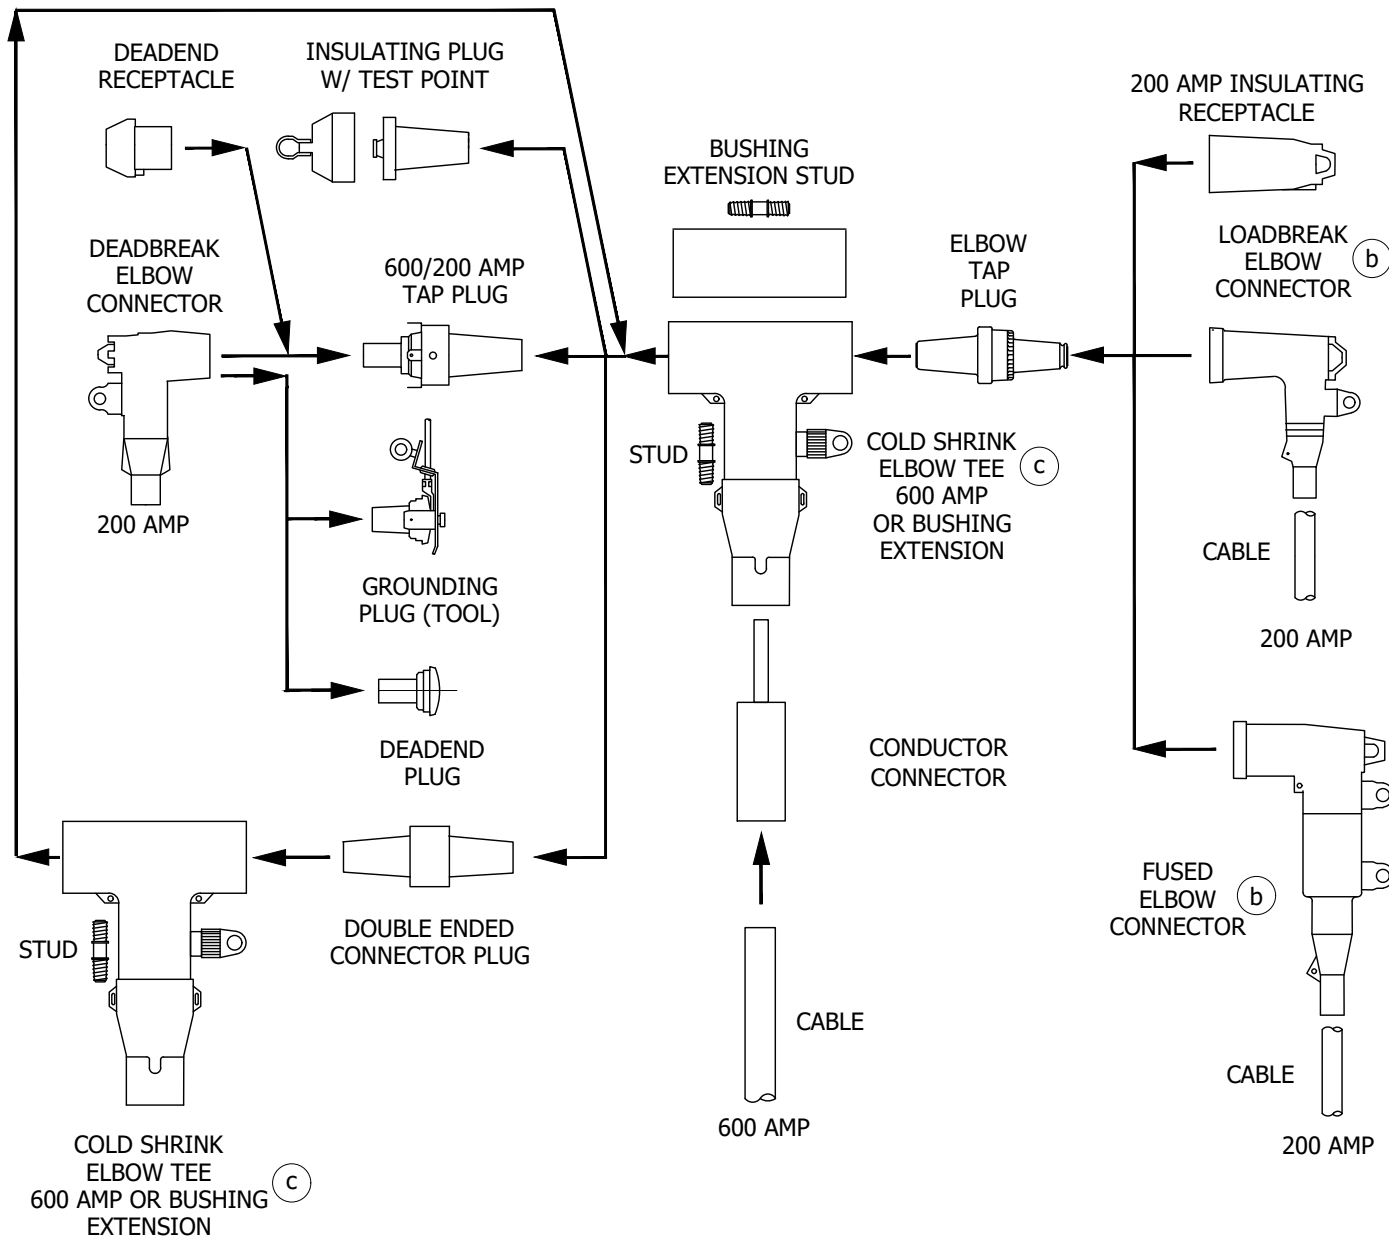 DEADEND
RECEPTACLE
INSULATING PLUG
W/ TEST POINT
BUSHING
EXTENSION STUD
200 AMP INSULATING
RECEPTACLE
DEADBREAK
ELBOW
CONNECTOR
200 AMP
600/200 AMP
TAP PLUG
ELBOW
TAP
PLUG
LOADBREAK
ELBOW
CONNECTOR
b
STUD
COLD SHRINK
ELBOW TEE
600 AMP
OR BUSHING
EXTENSION
c
CABLE
200 AMP
GROUNDING
PLUG (TOOL)
DEADEND
PLUG
CONDUCTOR
CONNECTOR
FUSED
ELBOW
CONNECTOR
b
STUD
DOUBLE ENDED
CONNECTOR PLUG
CABLE
600 AMP
CABLE
200 AMP
COLD SHRINK
ELBOW TEE
600 AMP OR BUSHING
EXTENSION
c